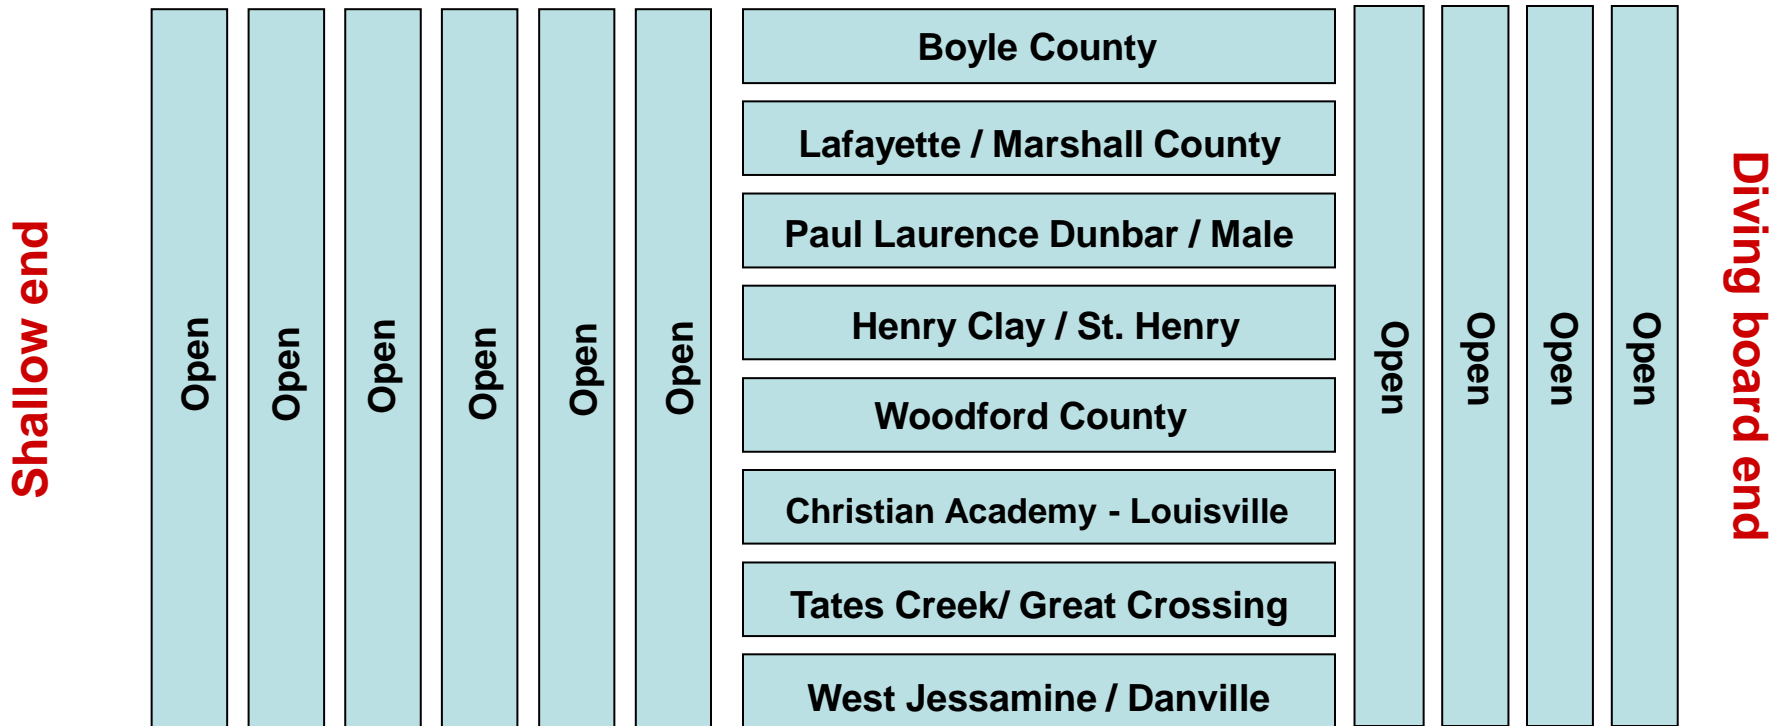 Shallow end
Open
Open
Open
Open
Open
Open
Boyle County
Lafayette / Marshall County
Paul Laurence Dunbar / Male
Henry Clay / St. Henry
Woodford County
Christian Academy - Louisville
Tates Creek/ Great Crossing
West Jessamine / Danville
Open
Open
Open
Open
Diving board end